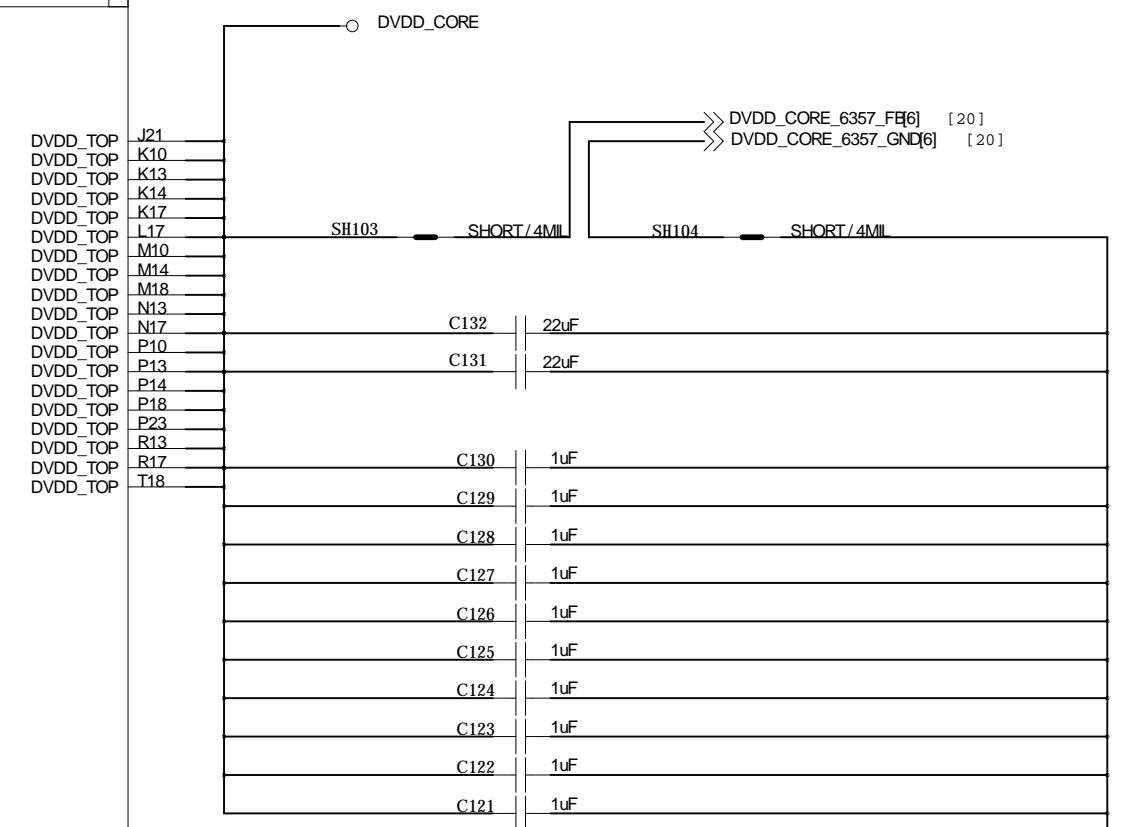 DVDD_CORE
DVDD_CORE_6357_FB[6] [20]
DVDD_CORE_6357_GND[6] [20]
DVDD_TOP J21
DVDD_TOP K10
DVDD_TOP K13
DVDD_TOP K14
DVDD_TOP K17
DVDD_TOP L17 SH103 SHORT/4MIL SH104 SHORT/4MIL
DVDD_TOP M10
DVDD_TOP M14
DVDD_TOP M18
DVDD_TOP N13
DVDD_TOP N17 C132 22uF
DVDD_TOP P10
DVDD_TOP P13 C131 22uF
DVDD_TOP P14
DVDD_TOP P18
DVDD_TOP P23
DVDD_TOP R13
DVDD_TOP R17 C130 1uF
DVDD_TOP T18
C129 1uF
C128 1uF
C127 1uF
C126 1uF
C125 1uF
C124 1uF
C123 1uF
C122 1uF
C121 1uF